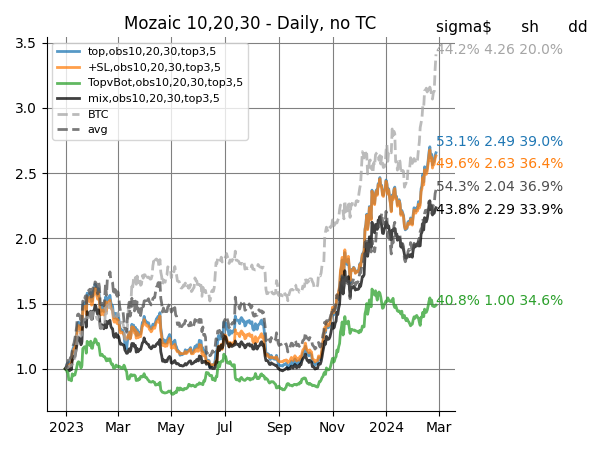 Mozaic 10,20,30 - Daily, no TC
sigma$ sh dd
3.5
3.0
2.5
2.0
1.5
1.0
top,obs10,20,30,top3,5
+SL,obs10,20,30,top3,5
TopvBot,obs10,20,30,top3,5
mix,obs10,20,30,top3,5
BTC
avg
44.2% 4.26 20.0%
53.1% 2.49 39.0%
49.6% 2.63 36.4%
54.3% 2.04 36.9%
43.8% 2.29 33.9%
40.8% 1.00 34.6%
2023 Mar May Jul Sep Nov 2024 Mar